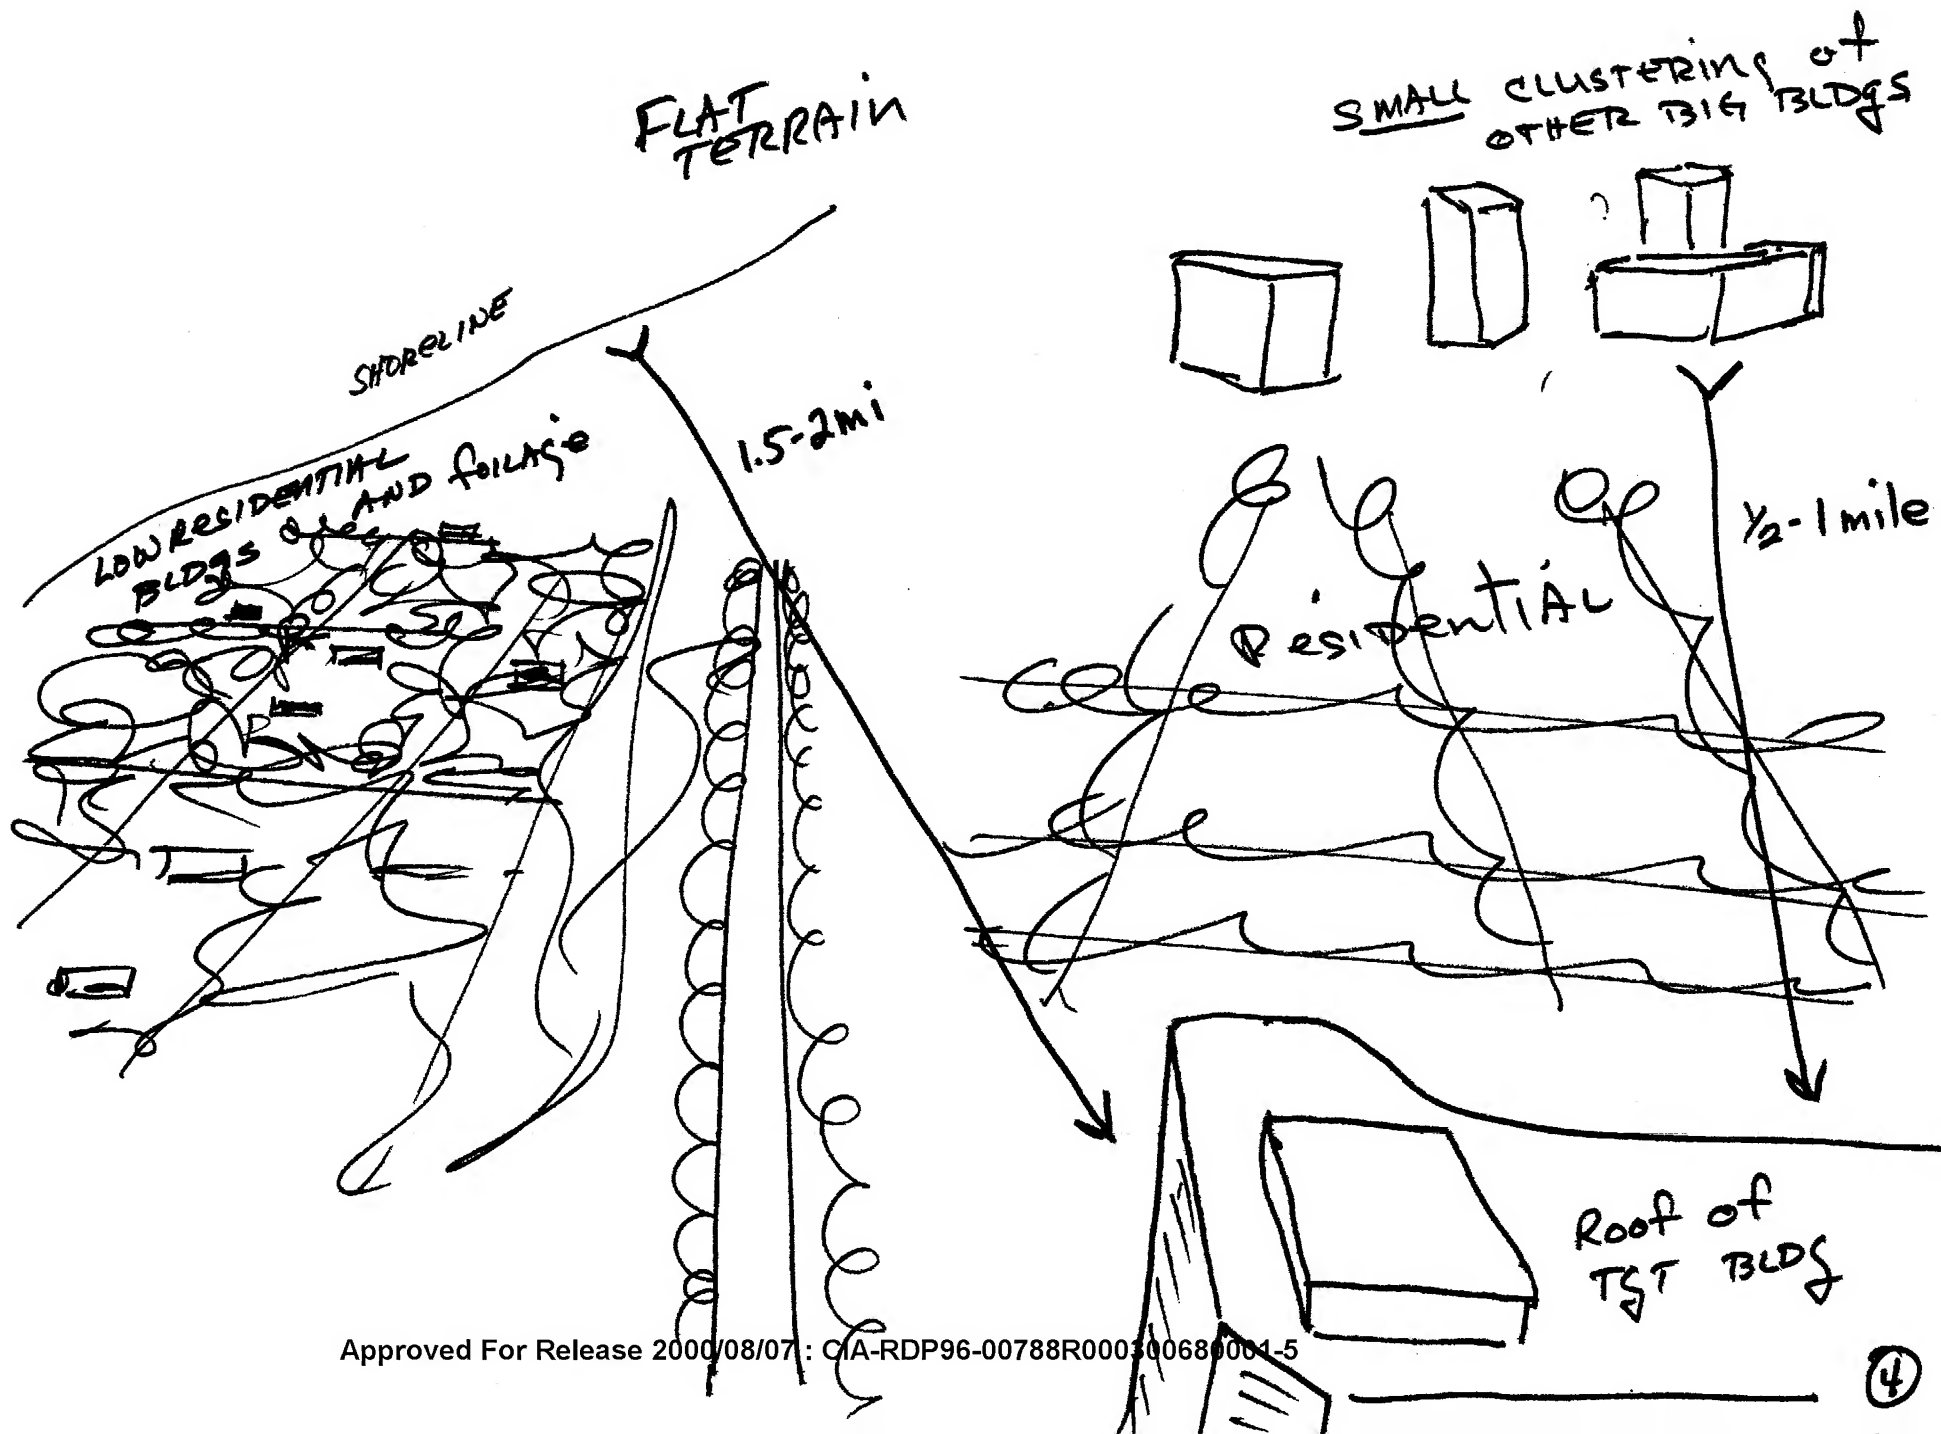 FLAT
TERRAIN
SMALL CLUSTERING of
OTHER BIG BLDgS
SHORELINE
1.5-2mi
LOW RESIDENTIAL
AND foilAge
BLDgS
1/2-1 mile
ResidentiAL
Roof of
TgT BLDg
Approved For Release 2000/08/07 : CIA-RDP96-00788R000300680001-5
4